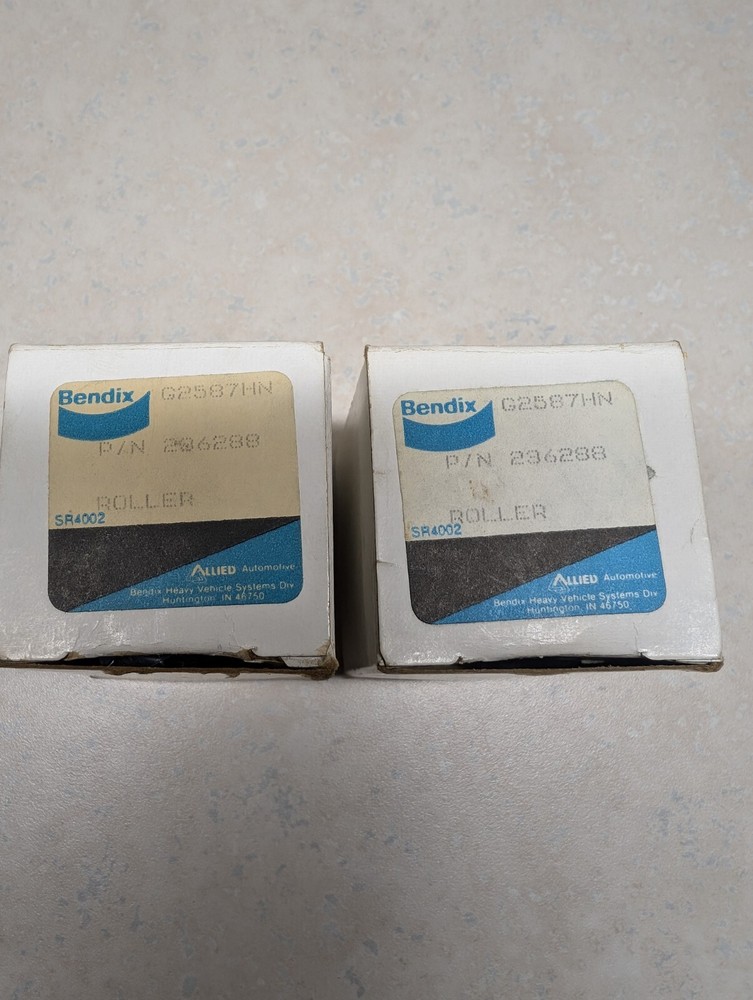 Bendix G2587HN
P/N 236288
ROLLER
SR4002
ALLIED Automotive
Bendix Heavy Vehicle Systems Div
Huntington, IN 46750
Bendix G2587HN
P/N 236288
ROLLER
SR4002
ALLIED Automotive
Bendix Heavy Vehicle Systems Div
Huntington, IN 46750